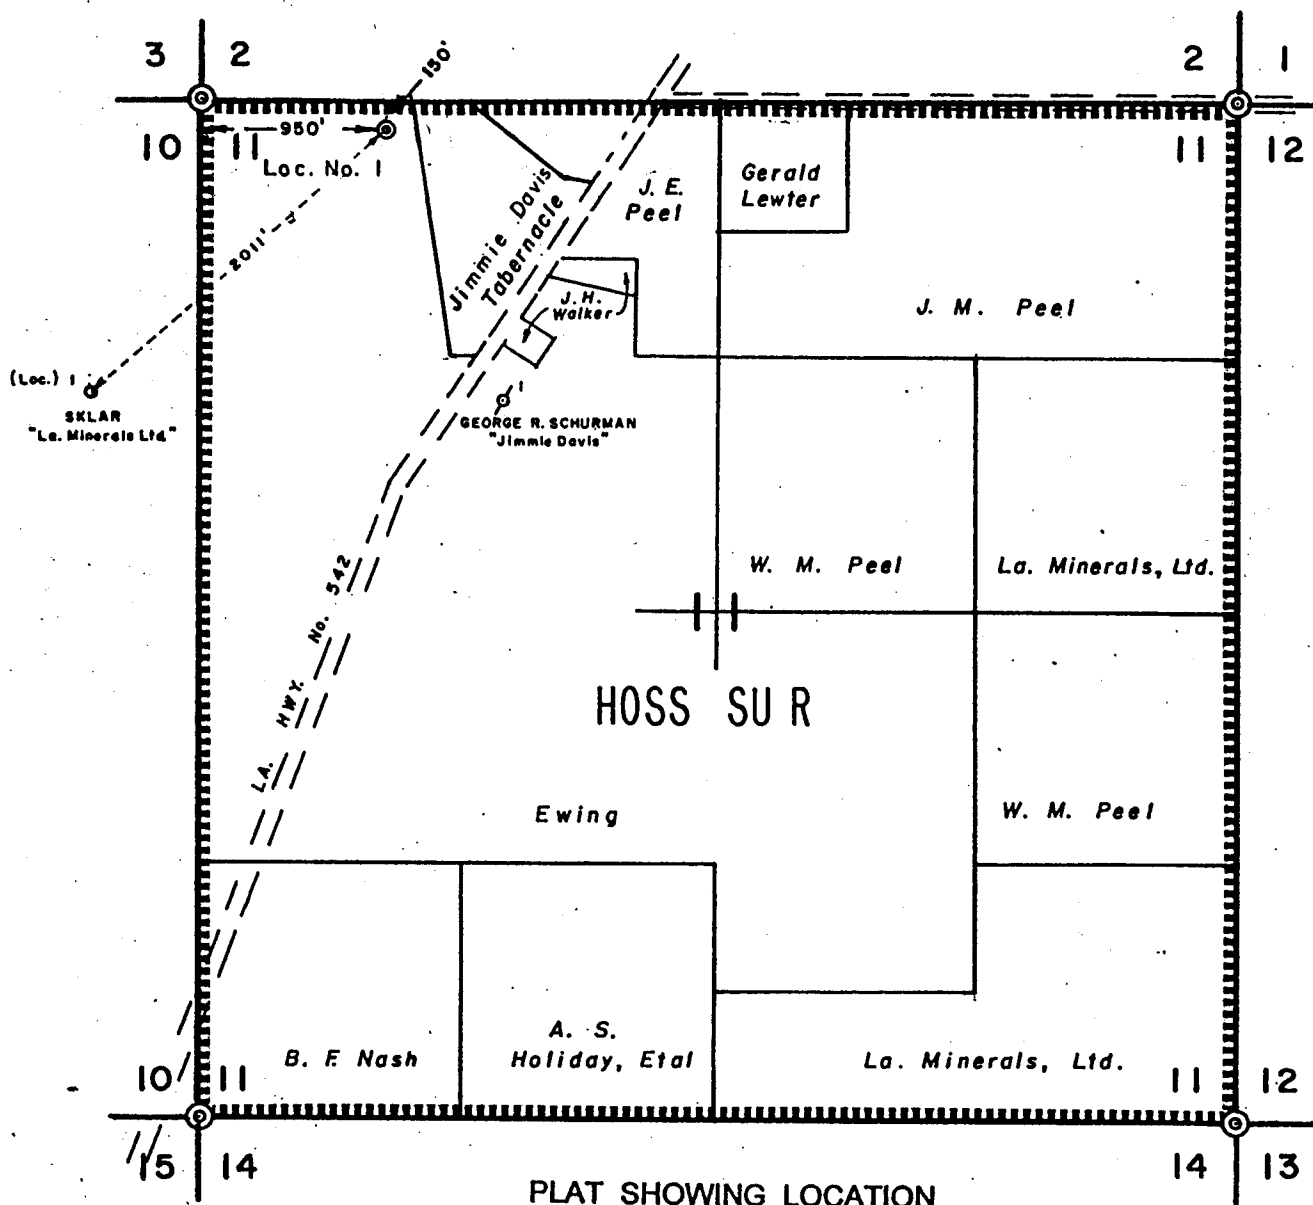 3 2
2 1
150'
950'
10 11
11 12
Loc. No. 1
2011'
Jimmie Davis
Tabernacle
J. E.
Peel
Gerald
Lewter
J. H.
Walker
J. M. Peel
(Loc.) 1
SKLAR
"La. Minerals Ltd."
1
GEORGE R. SCHURMAN
"Jimmie Davis"
LA. HWY. No. 542
W. M. Peel
La. Minerals, Ltd.
HOSS SU R
Ewing
W. M. Peel
B. F. Nash
A. S.
Holiday, Etal
La. Minerals, Ltd.
10 11
11 12
15 14
14 13
PLAT SHOWING LOCATION